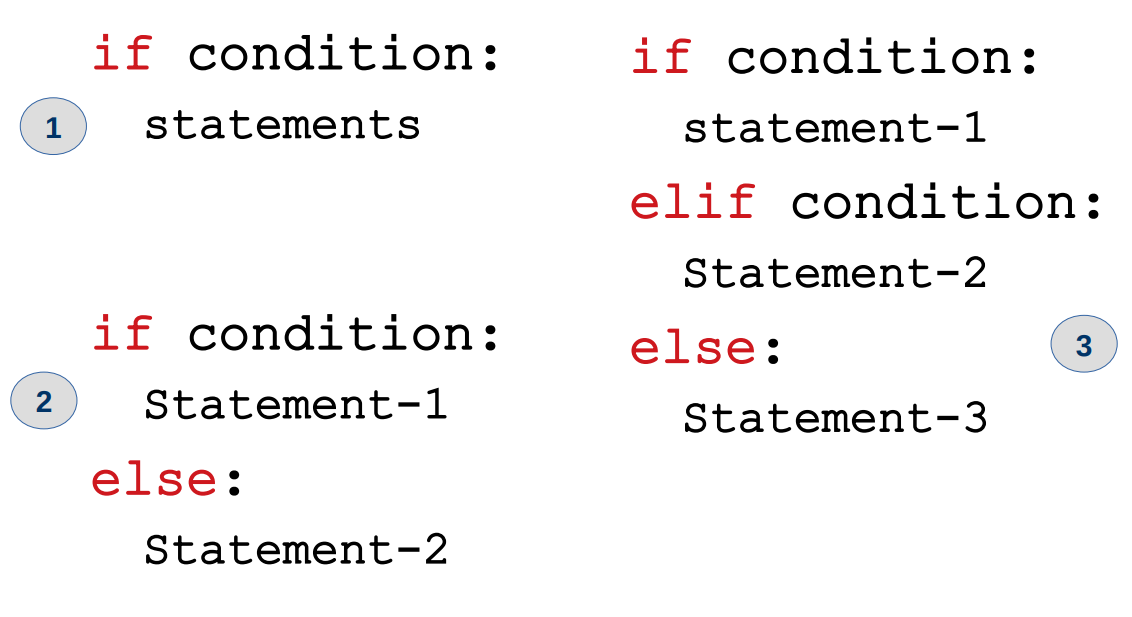 if condition:
1
statements
if condition:
2
Statement-1
else:
Statement-2
if condition:
statement-1
elif condition:
Statement-2
else:
3
Statement-3